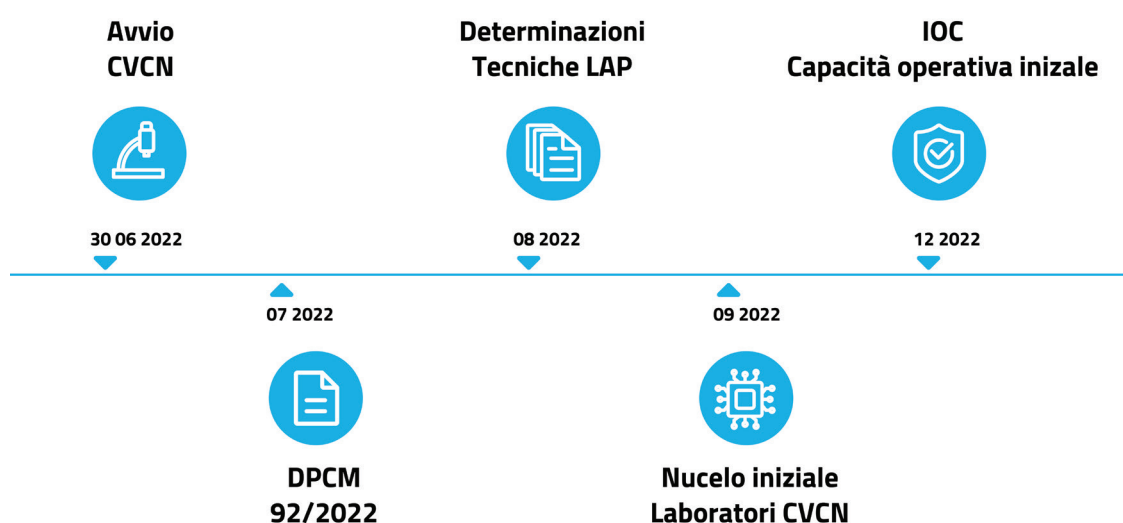 Avvio
CVCN
30 06 2022
07 2022
DPCM
92/2022
Determinazioni
Tecniche LAP
08 2022
09 2022
Nucelo iniziale
Laboratori CVCN
IOC
Capacità operativa inizale
12 2022